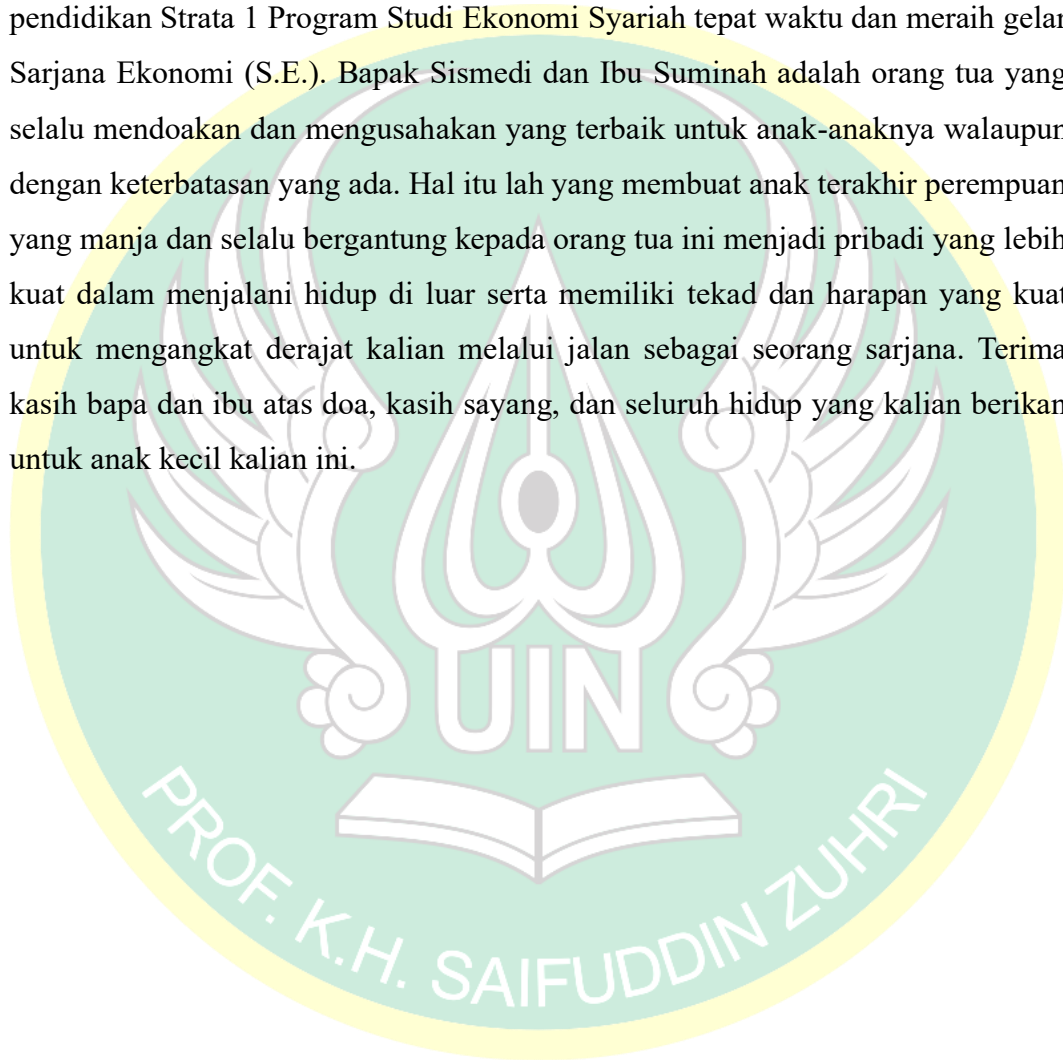 pendidikan Strata 1 Program Studi Ekonomi Syariah tepat waktu dan meraih gelar
Sarjana Ekonomi (S.E.). Bapak Sismedi dan Ibu Suminah adalah orang tua yang
selalu mendoakan dan mengusahakan yang terbaik untuk anak-anaknya walaupun
dengan keterbatasan yang ada. Hal itu lah yang membuat anak terakhir perempuan
yang manja dan selalu bergantung kepada orang tua ini menjadi pribadi yang lebih
kuat dalam menjalani hidup di luar serta memiliki tekad dan harapan yang kuat
untuk mengangkat derajat kalian melalui jalan sebagai seorang sarjana. Terima
kasih bapa dan ibu atas doa, kasih sayang, dan seluruh hidup yang kalian berikan
untuk anak kecil kalian ini.
UIN
PROF. K.H. SAIFUDDIN ZUHRI